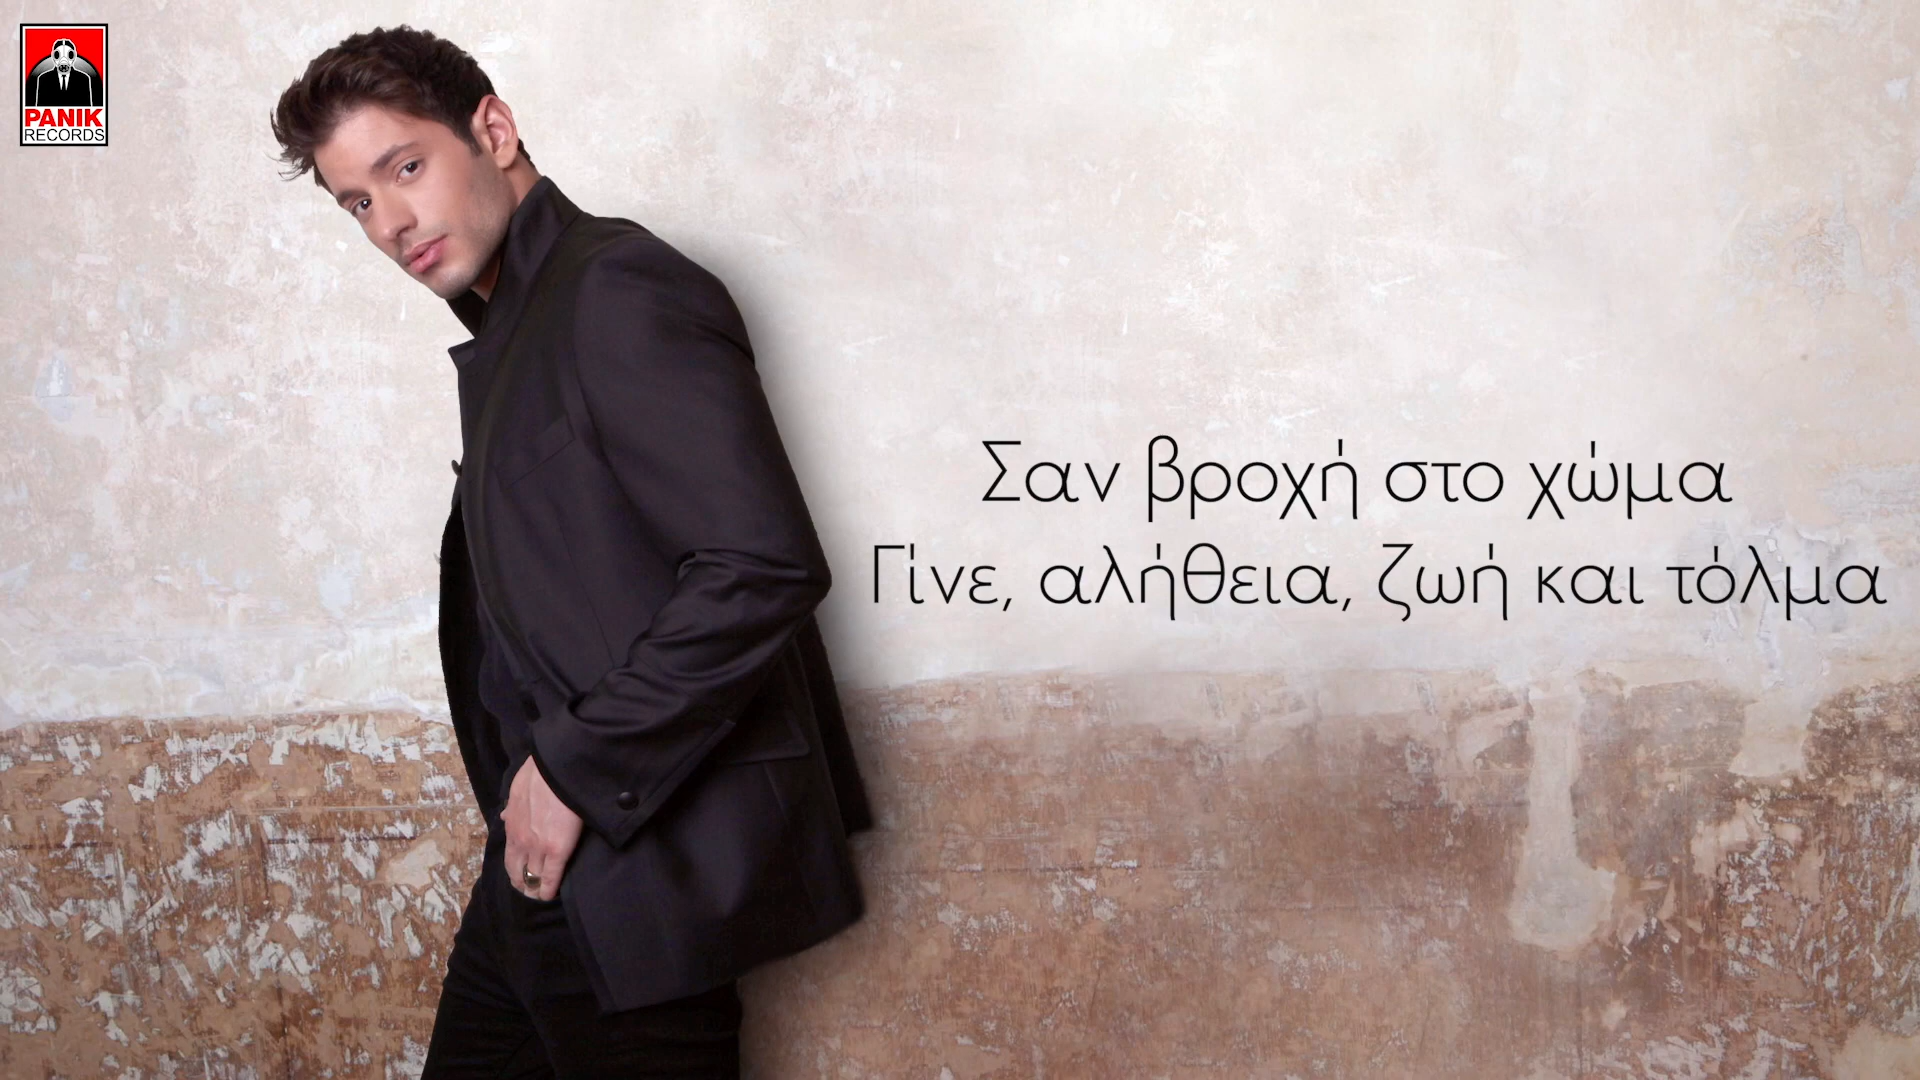 PANIK
RECORDS
Σαν βροχή στο χώμα
Γίνε, αλήθεια, ζωή και τόλμα